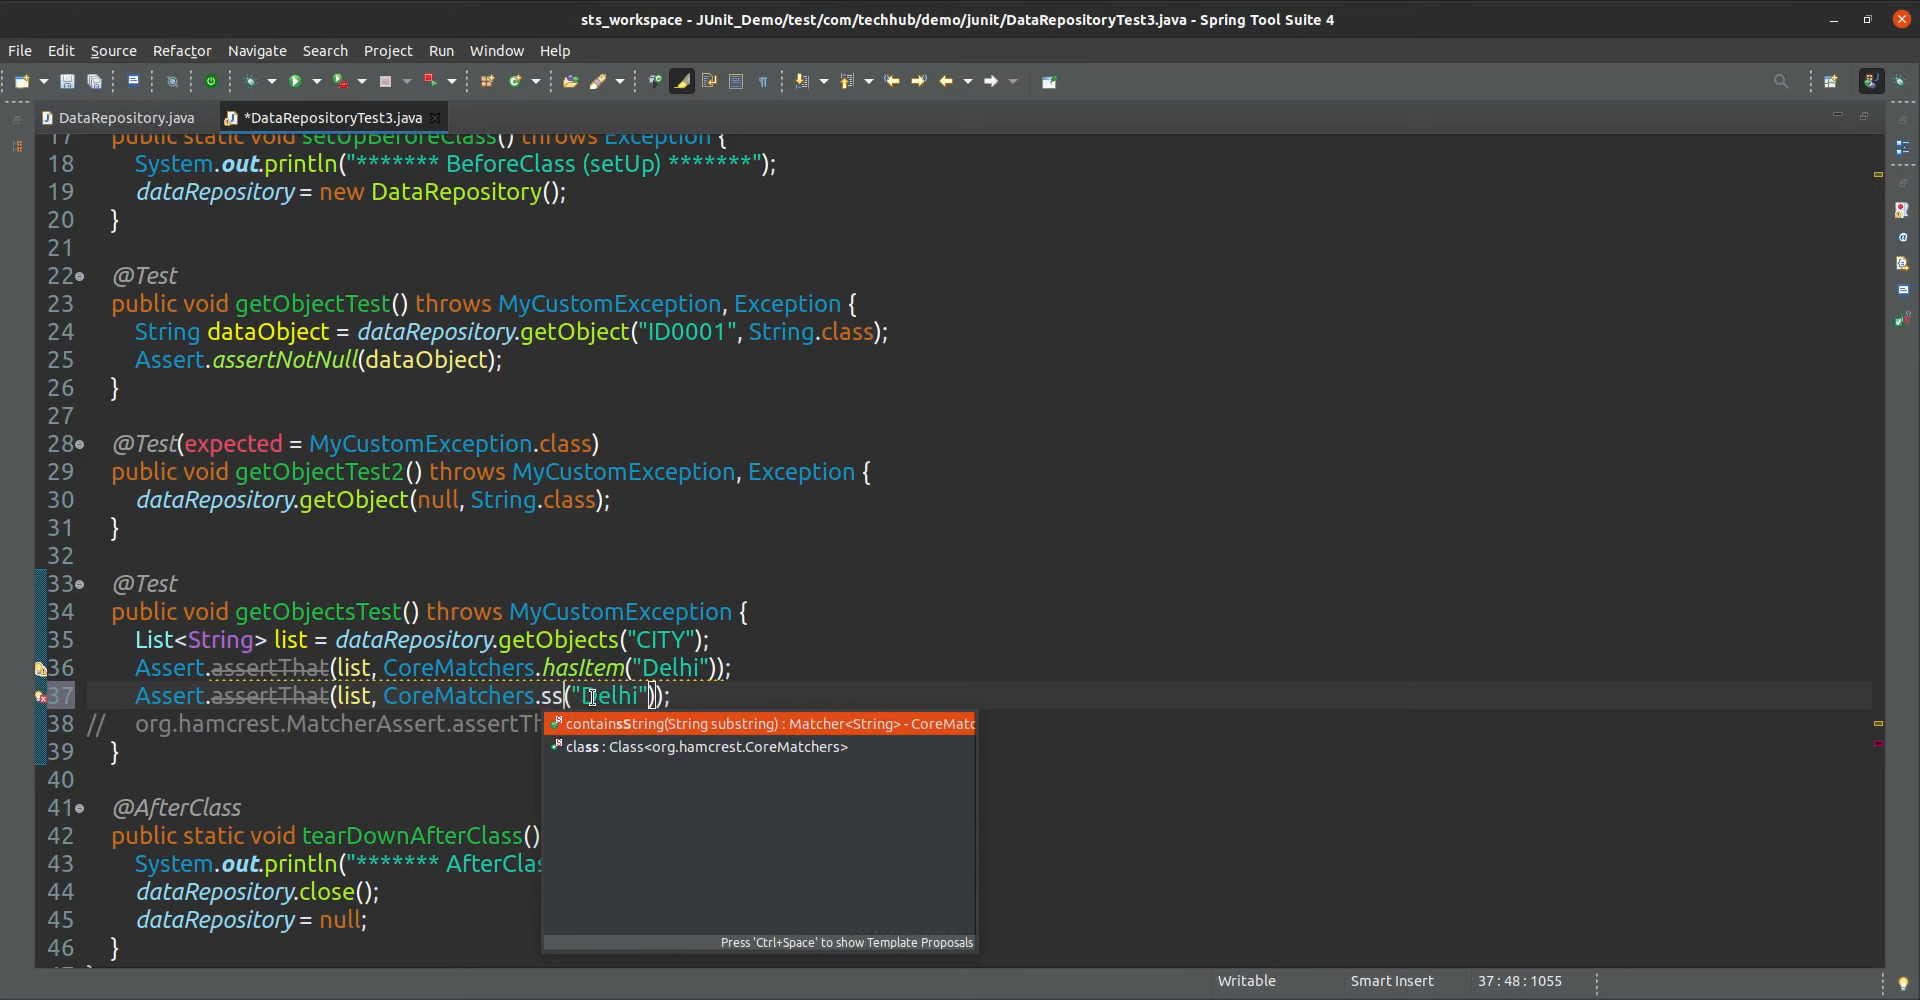 sts_workspace - JUnit_Demo/test/com/techhub/demo/junit/DataRepositoryTest3.java - Spring Tool Suite 4
File Edit Source Refactor Navigate Search Project Run Window Help
DataRepository.java *DataRepositoryTest3.java
17 public static void setUpBeforeClass() throws Exception {
18 System.out.println("******* BeforeClass (setUp) *******");
19 dataRepository = new DataRepository();
20 }
21
22 @Test
23 public void getObjectTest() throws MyCustomException, Exception {
24 String dataObject = dataRepository.getObject("ID0001", String.class);
25 Assert.assertNotNull(dataObject);
26 }
27
28 @Test(expected = MyCustomException.class)
29 public void getObjectTest2() throws MyCustomException, Exception {
30 dataRepository.getObject(null, String.class);
31 }
32
33 @Test
34 public void getObjectsTest() throws MyCustomException {
35 List<String> list = dataRepository.getObjects("CITY");
36 Assert.assertThat(list, CoreMatchers.hasItem("Delhi"));
37 Assert.assertThat(list, CoreMatchers.ss("Delhi"));
38 // org.hamcrest.MatcherAssert.assertTh
containsString(String substring) : Matcher<String> - CoreMatc
class : Class<org.hamcrest.CoreMatchers>
39 }
40
41 @AfterClass
42 public static void tearDownAfterClass()
43 System.out.println("******* AfterClas
44 dataRepository.close();
45 dataRepository = null;
46 }
Press 'Ctrl+Space' to show Template Proposals
Writable Smart Insert 37 : 48 : 1055